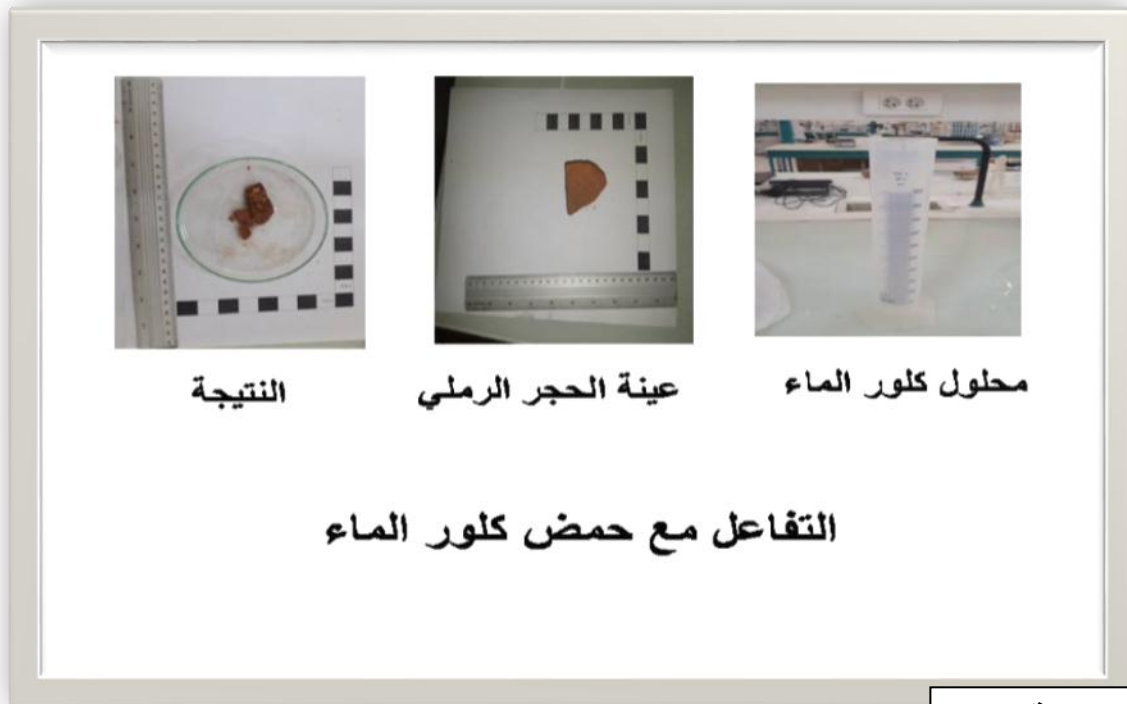 محلول كلور الماء
عينة الحجر الرملي
النتيجة
التفاعل مع حمض كلور الماء